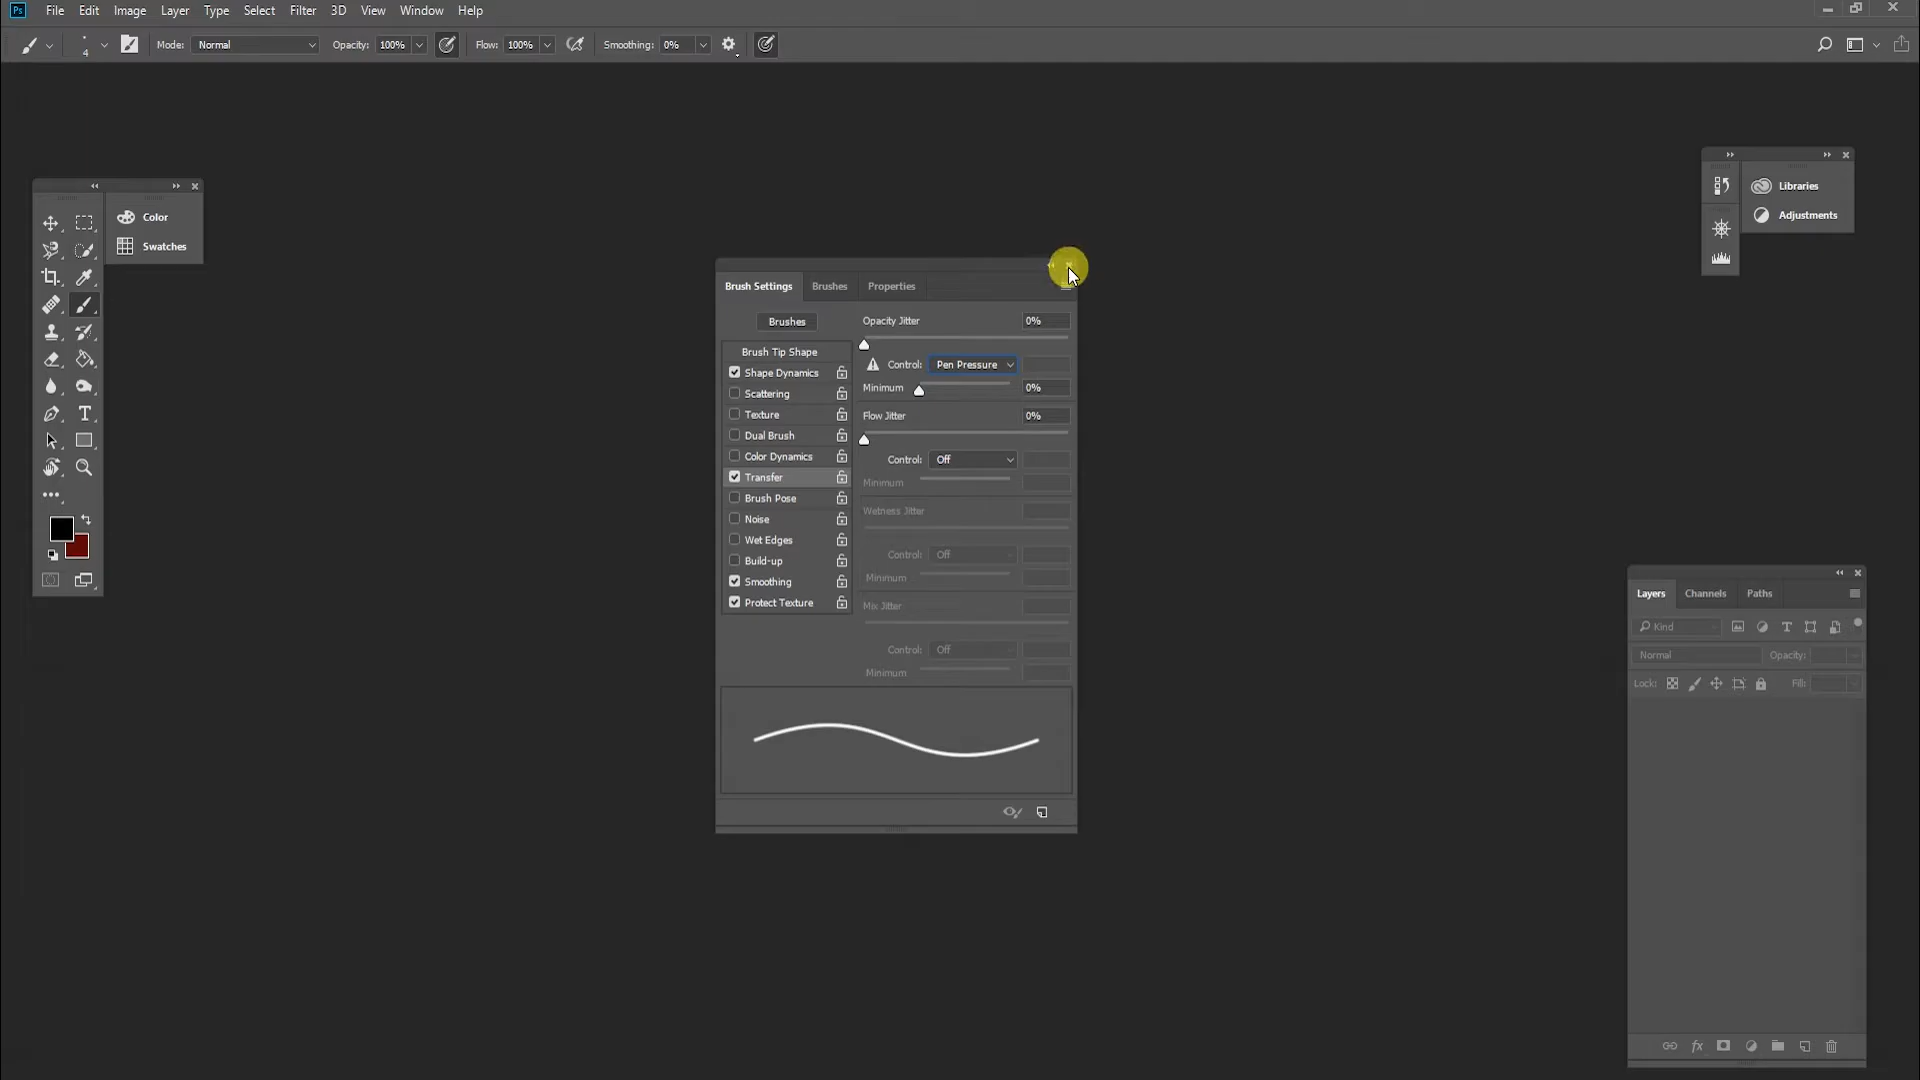 Ps File Edit Image Layer Type Select Filter 3D View Window Help
4 Mode: Normal Opacity: 100% Flow: 100% Smoothing: 0%
Color
Swatches
Libraries
Adjustments
Brush Settings Brushes Properties
Brushes
Brush Tip Shape
Shape Dynamics
Scattering
Texture
Dual Brush
Color Dynamics
Transfer
Brush Pose
Noise
Wet Edges
Build-up
Smoothing
Protect Texture
Opacity Jitter 0%
Control: Pen Pressure
Minimum 0%
Flow Jitter 0%
Control: Off
Minimum
Wetness Jitter
Control: Off
Minimum
Mix Jitter
Control: Off
Minimum
Layers Channels Paths
Kind
Normal Opacity:
Lock: Fill:
fx